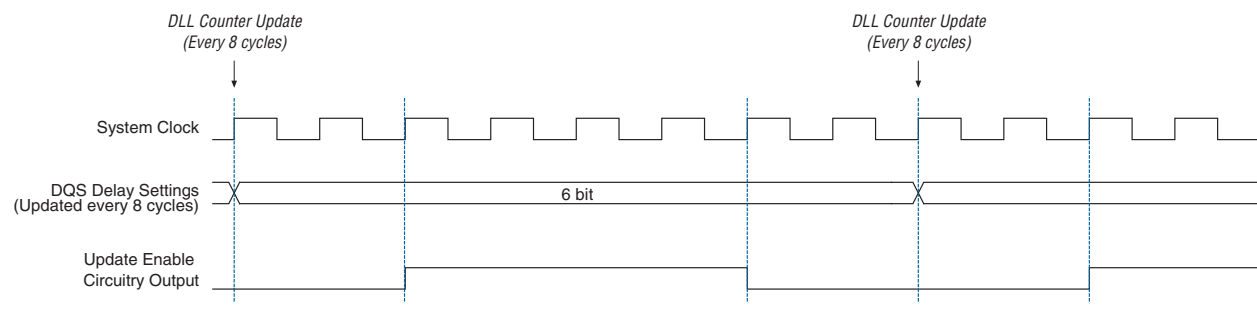 DLL Counter Update
(Every 8 cycles)
DLL Counter Update
(Every 8 cycles)
System Clock
DQS Delay Settings
(Updated every 8 cycles)
6 bit
Update Enable
Circuitry Output